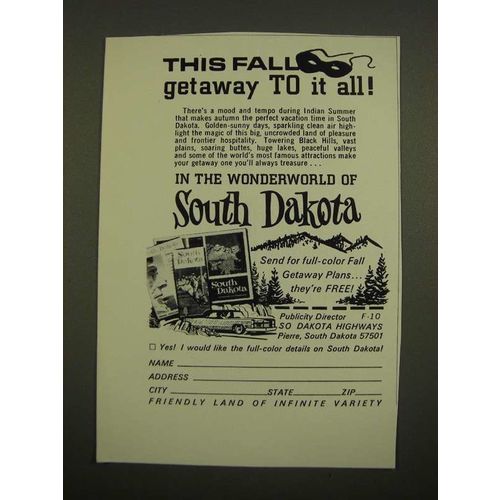 THIS FALL
getaway TO it all!
There's a mood and tempo during Indian Summer
that makes autumn the perfect vacation time in South
Dakota. Golden-sunny days, sparkling clean air high-
light the magic of this big, uncrowded land of pleasure
and frontier hospitality. Towering Black Hills, vast
plains, soaring buttes, huge lakes, peaceful valleys
and some of the world's most famous attractions make
your getaway one you'll always treasure . . .
IN THE WONDERWORLD OF
South Dakota
South Dakota
South Dakota
Send for full-color Fall
Getaway Plans...
they're FREE!
Publicity Director F-10
SO DAKOTA HIGHWAYS
Pierre, South Dakota 57501
☐ Yes! I would like the full-color details on South Dakota!
NAME
ADDRESS
CITY STATE ZIP
FRIENDLY LAND OF INFINITE VARIETY